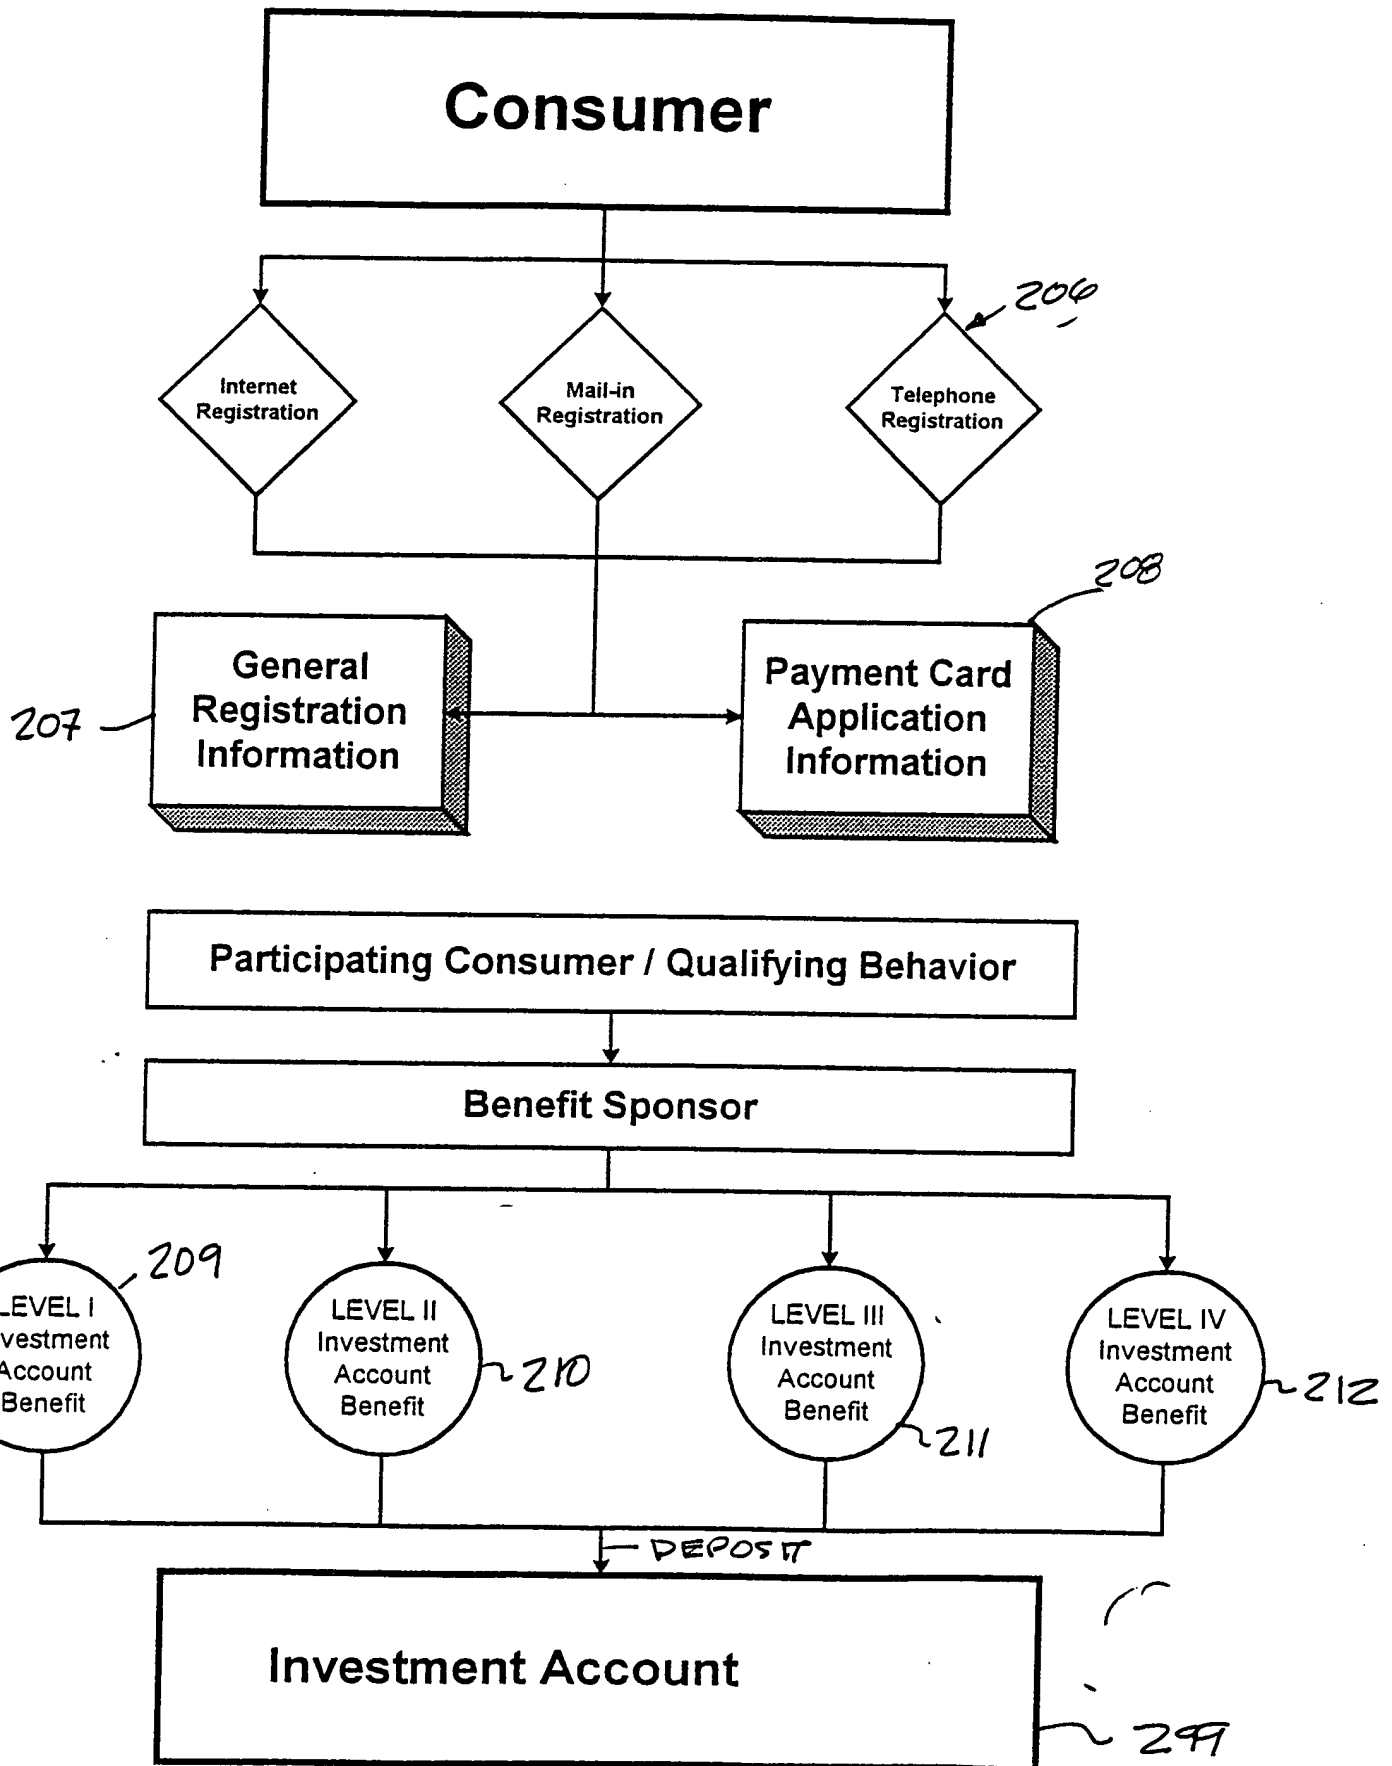 Consumer
206
Internet
Registration
Mail-in
Registration
Telephone
Registration
208
General
Registration
Information
Payment Card
Application
Information
207
Participating Consumer / Qualifying Behavior
Benefit Sponsor
209
LEVEL I
vestment
Account
Benefit
LEVEL II
Investment
Account
Benefit
210
LEVEL III
Investment
Account
Benefit
211
LEVEL IV
Investment
Account
Benefit
212
DEPOSIT
Investment Account
299